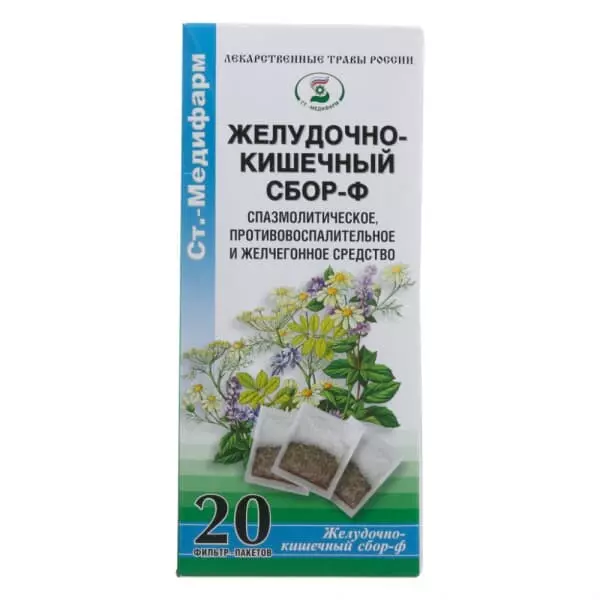 ЛЕКАРСТВЕННЫЕ ТРАВЫ РОССИИ
СТ.-МЕДИФАРМ
Ст.-Медифарм
ЖЕЛУДОЧНО-
КИШЕЧНЫЙ
СБОР-Ф
СПАЗМОЛИТИЧЕСКОЕ,
ПРОТИВОВОСПАЛИТЕЛЬНОЕ
И ЖЕЛЧЕГОННОЕ СРЕДСТВО
20
ФИЛЬТР-ПАКЕТОВ
Желудочно-
кишечный сбор-ф